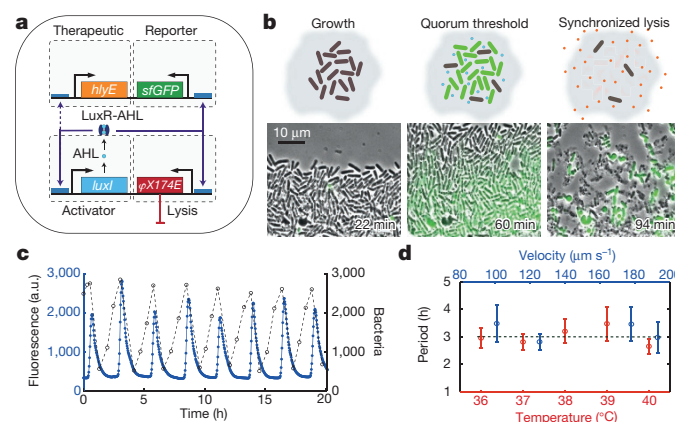 a
Therapeutic Reporter
hlyE sfGFP
LuxR-AHL
AHL
luxI φX174E
Activator Lysis
b
Growth Quorum threshold Synchronized lysis
10 μm
22 min 60 min 94 min
c
Fluorescence (a.u.)
3,000
2,000
1,000
0
3,000
2,000
1,000
0
Bacteria
0 5 10 15 20
Time (h)
d
Velocity (μm s⁻¹)
80 100 120 140 160 180 200
Period (h)
5
4
3
2
1
36 37 38 39 40
Temperature (°C)